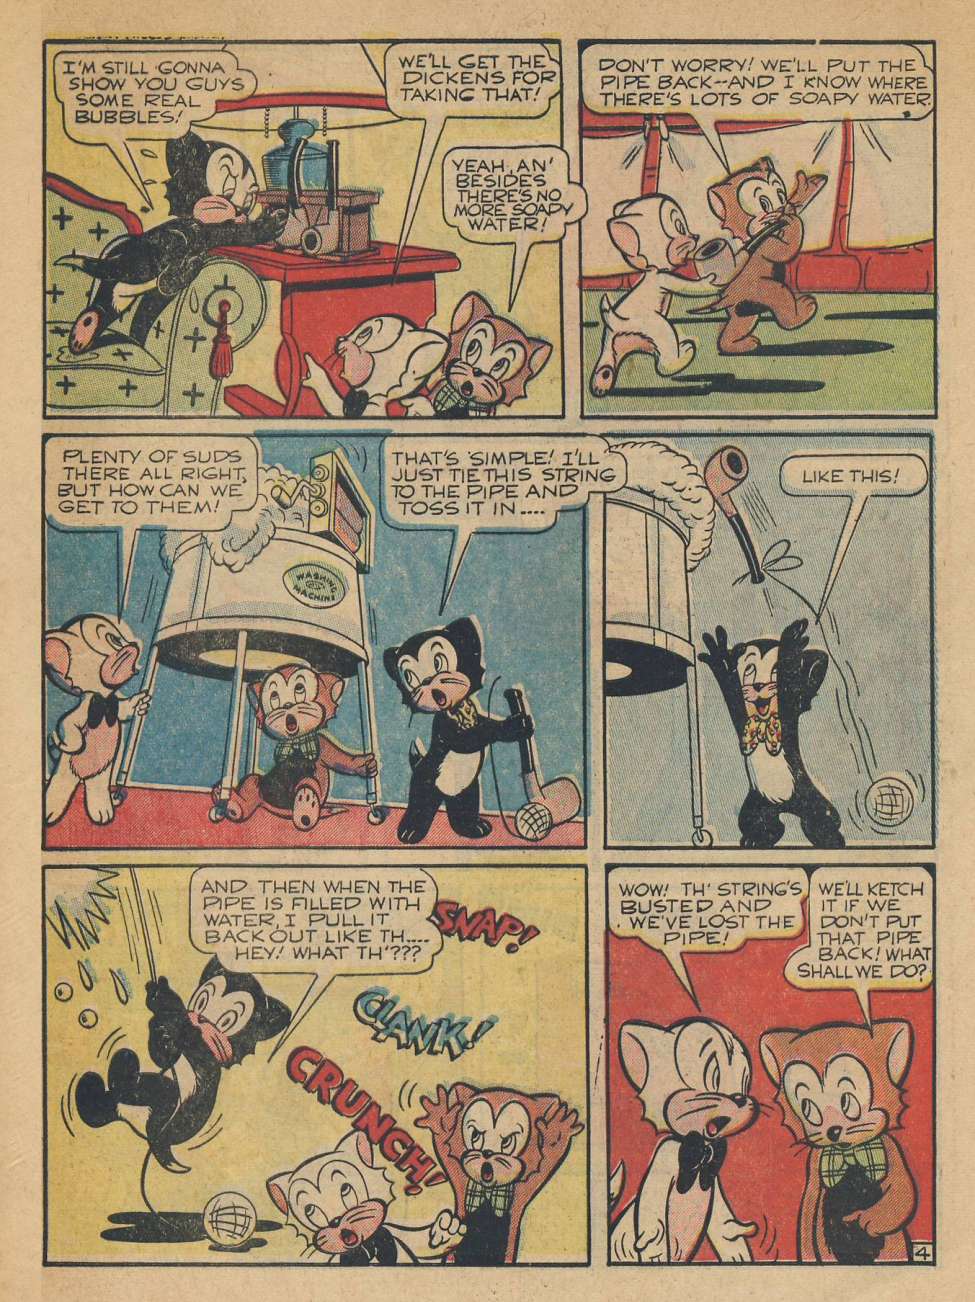 I'M STILL GONNA
SHOW YOU GUYS
SOME REAL
BUBBLES!
WE'LL GET THE
DICKENS FOR
TAKING THAT!
YEAH, AN'
BESIDES
THERE'S NO
MORE SOAPY
WATER!
DON'T WORRY! WE'LL PUT THE
PIPE BACK--AND I KNOW WHERE
THERE'S LOTS OF SOAPY WATER.
PLENTY OF SUDS
THERE ALL RIGHT,
BUT HOW CAN WE
GET TO THEM!
WASHING
MACHINE
THAT'S SIMPLE! I'LL
JUST TIE THIS STRING
TO THE PIPE AND
TOSS IT IN....
LIKE THIS!
AND THEN WHEN THE
PIPE IS FILLED WITH
WATER, I PULL IT
BACK OUT LIKE TH....
HEY! WHAT TH'???
SNAP!
CLANK!
CRUNCH!
WOW! TH' STRING'S
BUSTED AND
WE'VE LOST THE
PIPE!
WE'LL KETCH
IT IF WE
DON'T PUT
THAT PIPE
BACK! WHAT
SHALL WE DO?
4